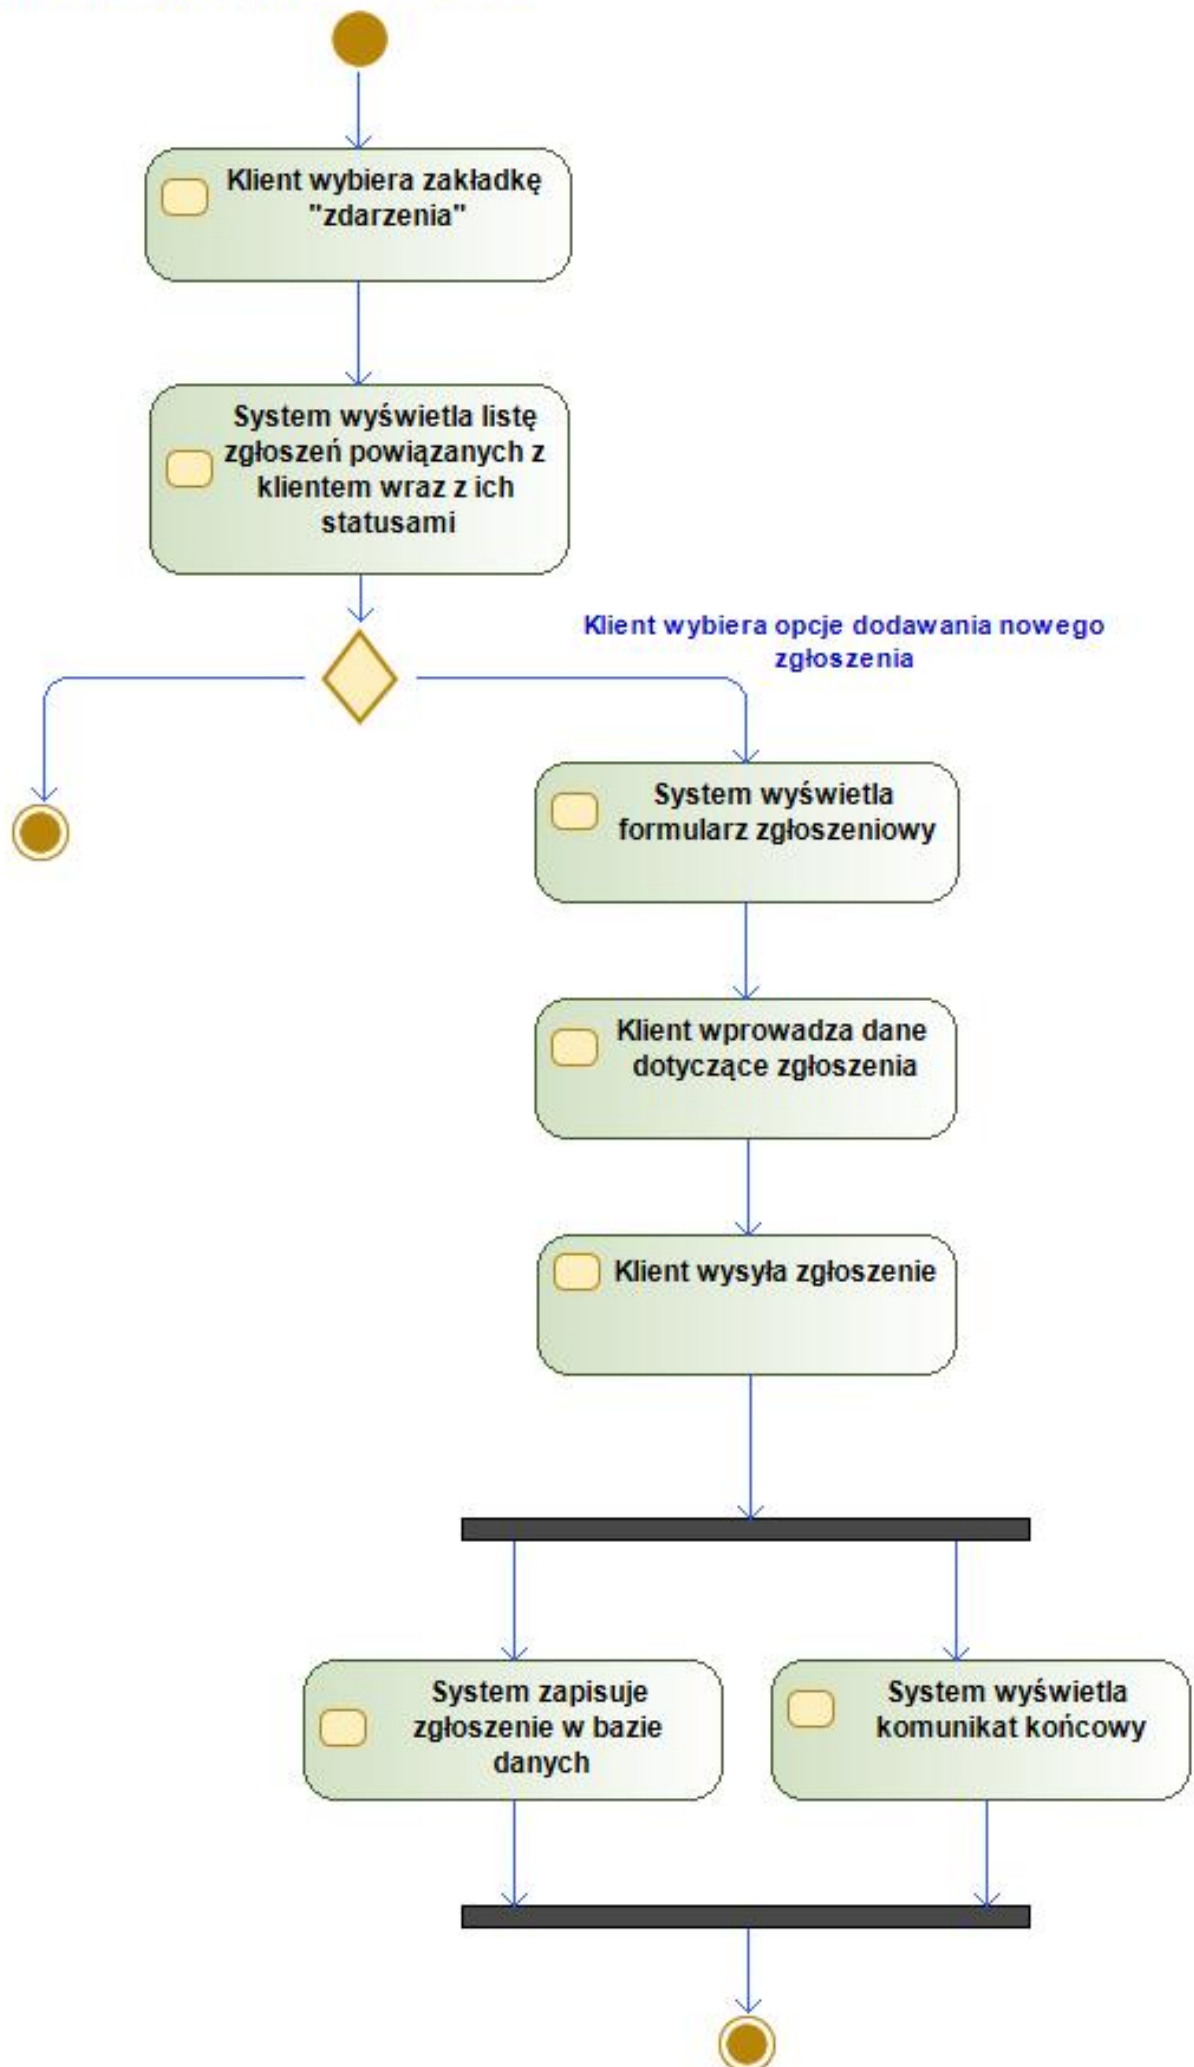 Klient wybiera zakładkę
"zdarzenia"
System wyświetla listę
zgłoszeń powiązanych z
klientem wraz z ich
statusami
Klient wybiera opcje dodawania nowego
zgłoszenia
System wyświetla
formularz zgłoszeniowy
Klient wprowadza dane
dotyczące zgłoszenia
Klient wysyła zgłoszenie
System zapisuje
zgłoszenie w bazie
danych
System wyświetla
komunikat końcowy